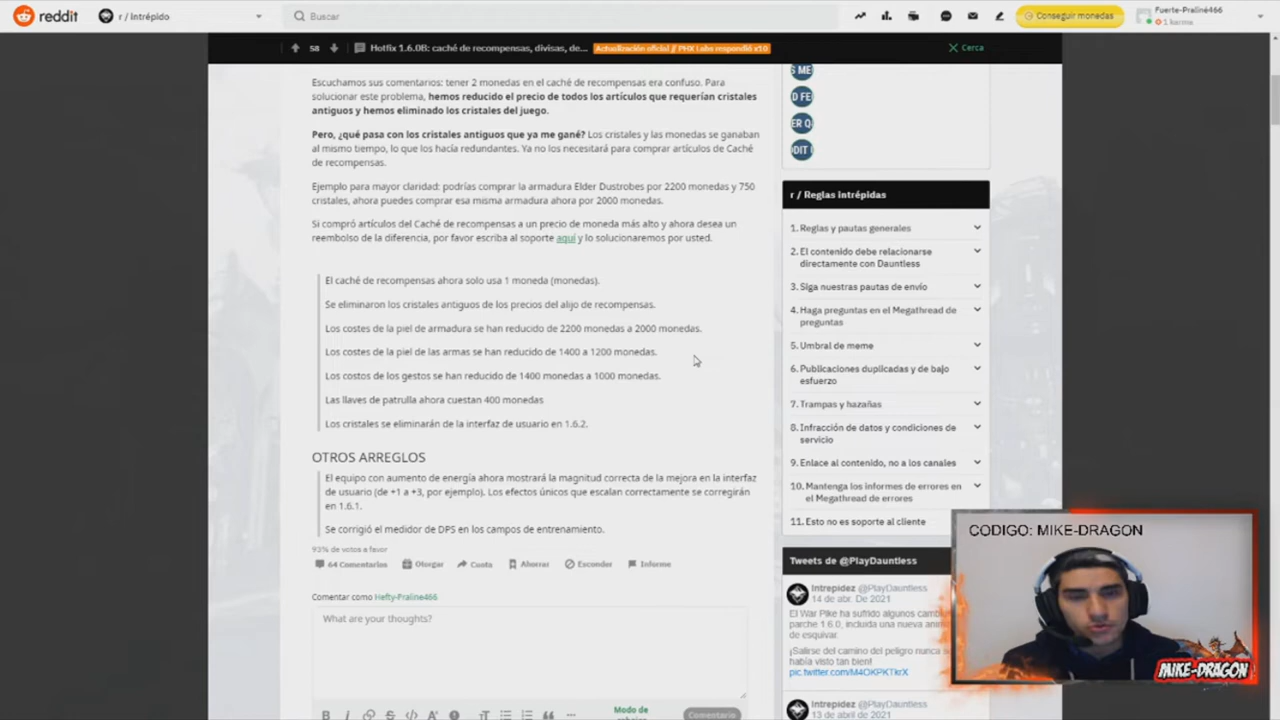 reddit
r / Intrépido
Buscar
Conseguir monedas
Fuerte-Praliné466
1 karma
58
Hotfix 1.6.0B: caché de recompensas, divisas, de...
Actualización oficial // PHX Labs respondió x10
Cerca
Escuchamos sus comentarios: tener 2 monedas en el caché de recompensas era confuso. Para
solucionar este problema, hemos reducido el precio de todos los artículos que requerían cristales
antiguos y hemos eliminado los cristales del juego.
Pero, ¿qué pasa con los cristales antiguos que ya me gané? Los cristales y las monedas se ganaban
al mismo tiempo, lo que los hacía redundantes. Ya no los necesitará para comprar artículos de Caché
de recompensas.
Ejemplo para mayor claridad: podrías comprar la armadura Elder Dustrobes por 2200 monedas y 750
cristales, ahora puedes comprar esa misma armadura ahora por 2000 monedas.
Si compró artículos del Caché de recompensas a un precio de moneda más alto y ahora desea un
reembolso de la diferencia, por favor escriba al soporte aquí y lo solucionaremos por usted.
El caché de recompensas ahora solo usa 1 moneda (monedas).
Se eliminaron los cristales antiguos de los precios del alijo de recompensas.
Los costes de la piel de armadura se han reducido de 2200 monedas a 2000 monedas.
Los costes de la piel de las armas se han reducido de 1400 a 1200 monedas.
Los costos de los gestos se han reducido de 1400 monedas a 1000 monedas.
Las llaves de patrulla ahora cuestan 400 monedas
Los cristales se eliminarán de la interfaz de usuario en 1.6.2.
OTROS ARREGLOS
El equipo con aumento de energía ahora mostrará la magnitud correcta de la mejora en la interfaz
de usuario (de +1 a +3, por ejemplo). Los efectos únicos que escalan correctamente se corregirán
en 1.6.1.
Se corrigió el medidor de DPS en los campos de entrenamiento.
93% de votos a favor
64 Comentarios
Otorgar
Cuota
Ahorrar
Esconder
Informe
Comentar como Hefty-Praline466
What are your thoughts?
Modo de
Comentario
S ME
D FE
ER Q
DIT
r / Reglas Intrépidas
1. Reglas y pautas generales
2. El contenido debe relacionarse
directamente con Dauntless
3. Siga nuestras pautas de envío
4. Haga preguntas en el Megathread de
preguntas
5. Umbral de meme
6. Publicaciones duplicadas y de bajo
esfuerzo
7. Trampas y hazañas
8. Infracción de datos y condiciones de
servicio
9. Enlace al contenido, no a los canales
10. Mantenga los informes de errores en
el Megathread de errores
11. Esto no es soporte al cliente
Tweets de @PlayDauntless
Intrepidez @PlayDauntless
14 de abr. De 2021
El War Pike ha sufrido algunos
parche 1.6.0, incluida una nueva
de esquivar.
¡Salirse del camino del peligro nunca
había visto tan bien!
pic.twitter.com/M4OKPKTkrX
Intrepidez @PlayDauntless
13 de abril de 2021
CODIGO: MIKE-DRAGON
MIKE-DRAGON